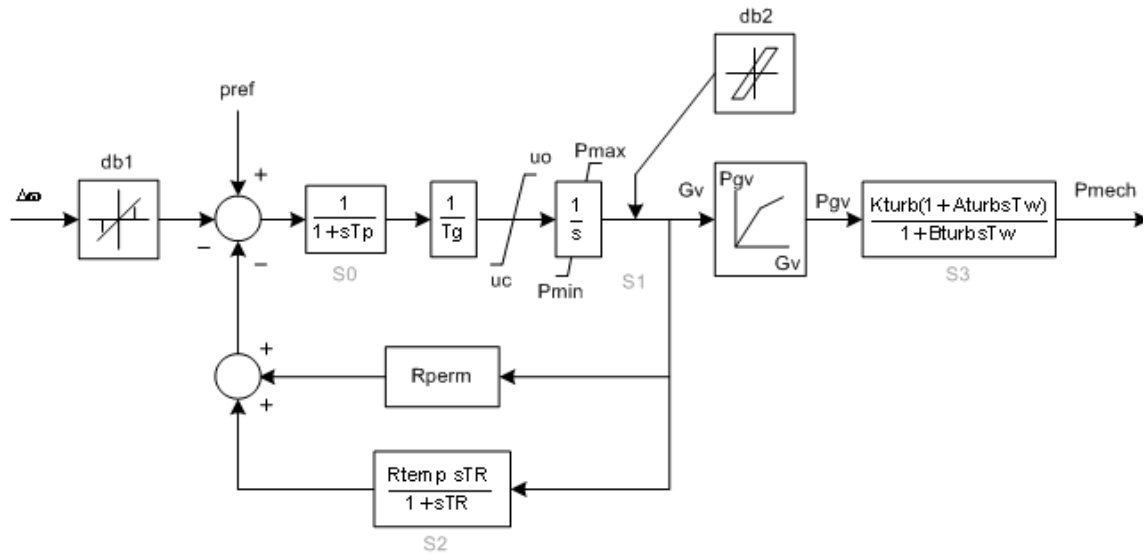 db2
pref
db1
uo
Pmax
Δω
+
−
−
1
1+sTp
S0
1
Tg
uc
1
s
Pmin
S1
Gv
Pgv
Gv
Pgv
Kturb(1+AturbsTw)
1+BturbsTw
S3
Pmech
+
+
Rperm
Rtemp sTR
1+sTR
S2